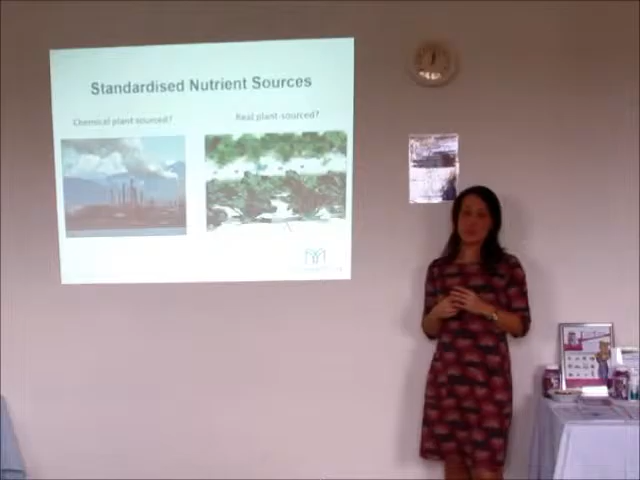 Standardised Nutrient Sources
Chemical plant sourced?
Real plant-sourced?